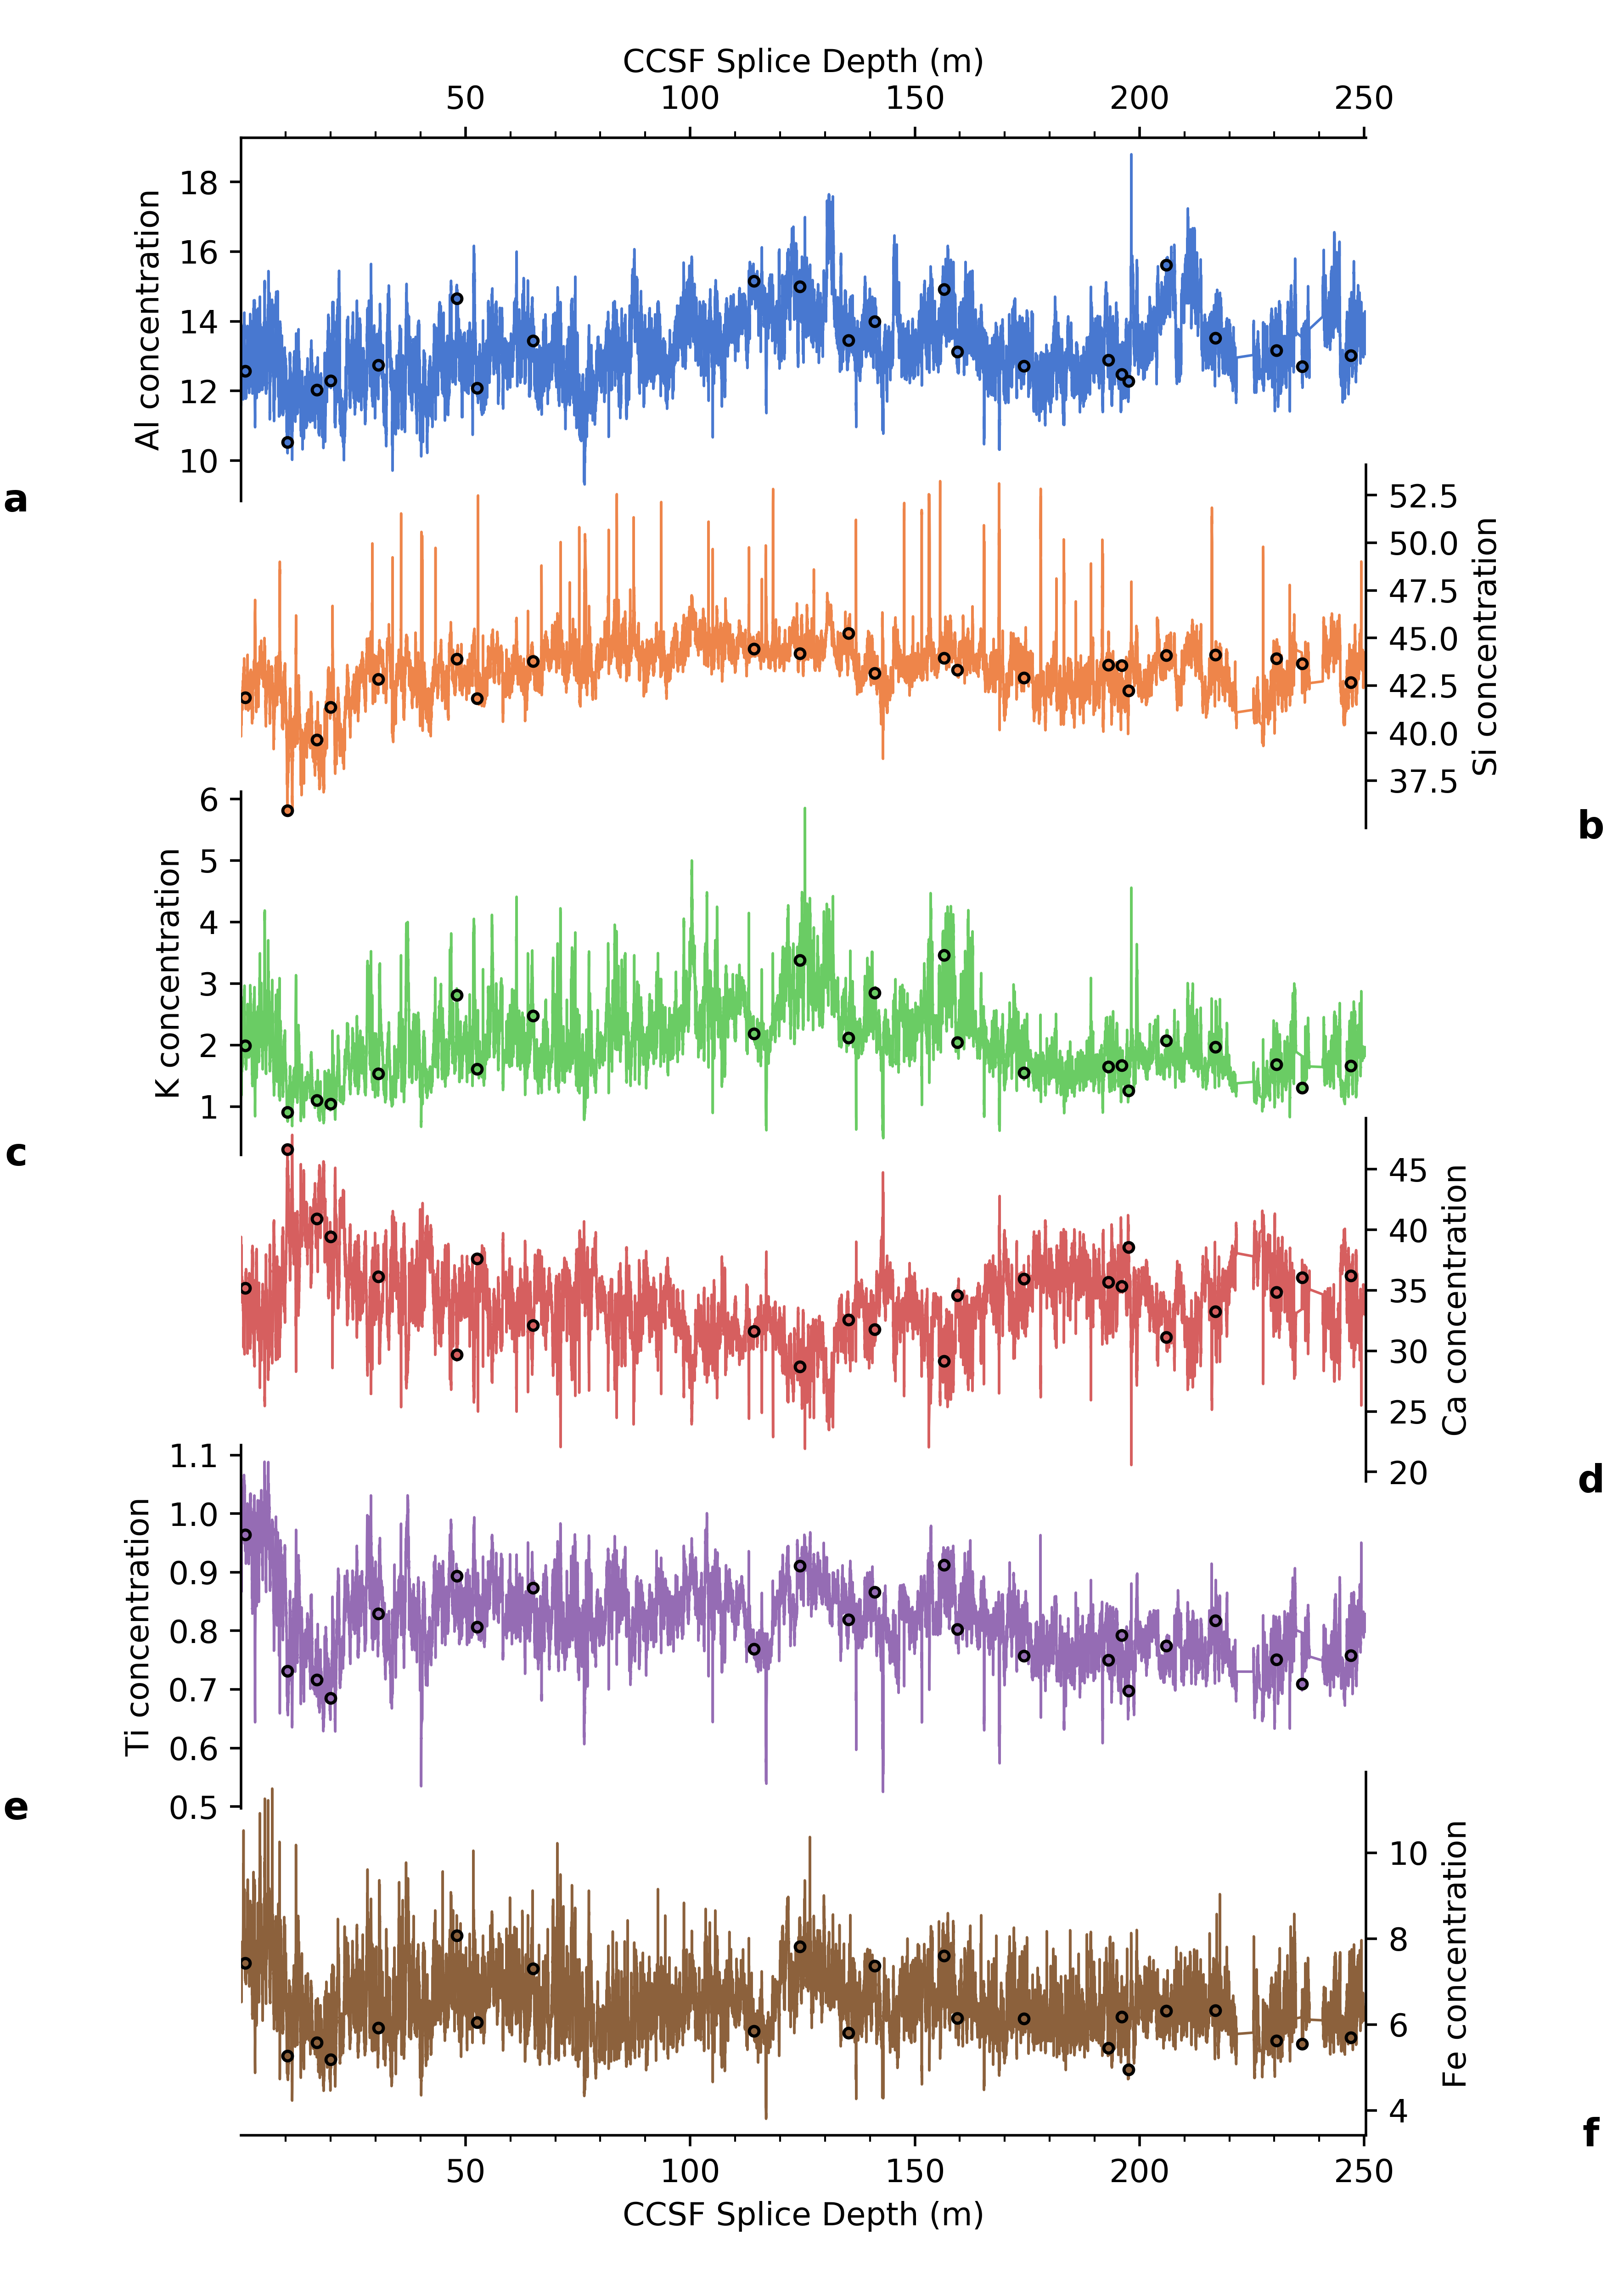 CCSF Splice Depth (m)
50 100 150 200 250
18
16
14
12
10
Al concentration
a
52.5
50.0
47.5
45.0
42.5
40.0
37.5
Si concentration
b
6
5
4
3
2
1
K concentration
c
45
40
35
30
25
20
Ca concentration
d
1.1
1.0
0.9
0.8
0.7
0.6
0.5
Ti concentration
e
10
8
6
4
Fe concentration
f
50 100 150 200 250
CCSF Splice Depth (m)